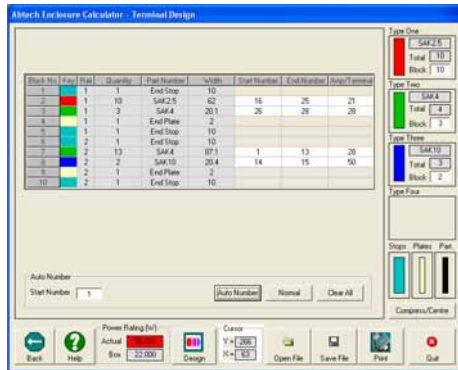 Abtech Enclosure Calculator - Terminal Design
Block No. Key Rail Quantity Part Number Width Start Number End Number Amp/Terminal
1 1 1 End Stop 10
2 1 10 SAK2.5 62 16 25 21
3 1 3 SAK4 20.1 26 28 28
4 1 1 End Plate 2
5 1 1 End Stop 10
6 2 1 End Stop 10
7 2 13 SAK4 87.1 1 13 28
8 2 2 SAK10 20.4 14 15 50
9 2 1 End Plate 2
10 2 1 End Stop 10
Type One
SAK2.5
Total 10
Block 10
Type Two
SAK4
Total 4
Block 3
Type Three
SAK10
Total 3
Block 2
Type Four
Stops Plates Part.
Compress/Centre
Auto Number
Start Number 1
Auto Number Normal Clear All
Power Rating (W)
Actual
Box 22.000
Cursor
Y+ 266
X+ 63
Back Help Design Open File Save File Print Quit